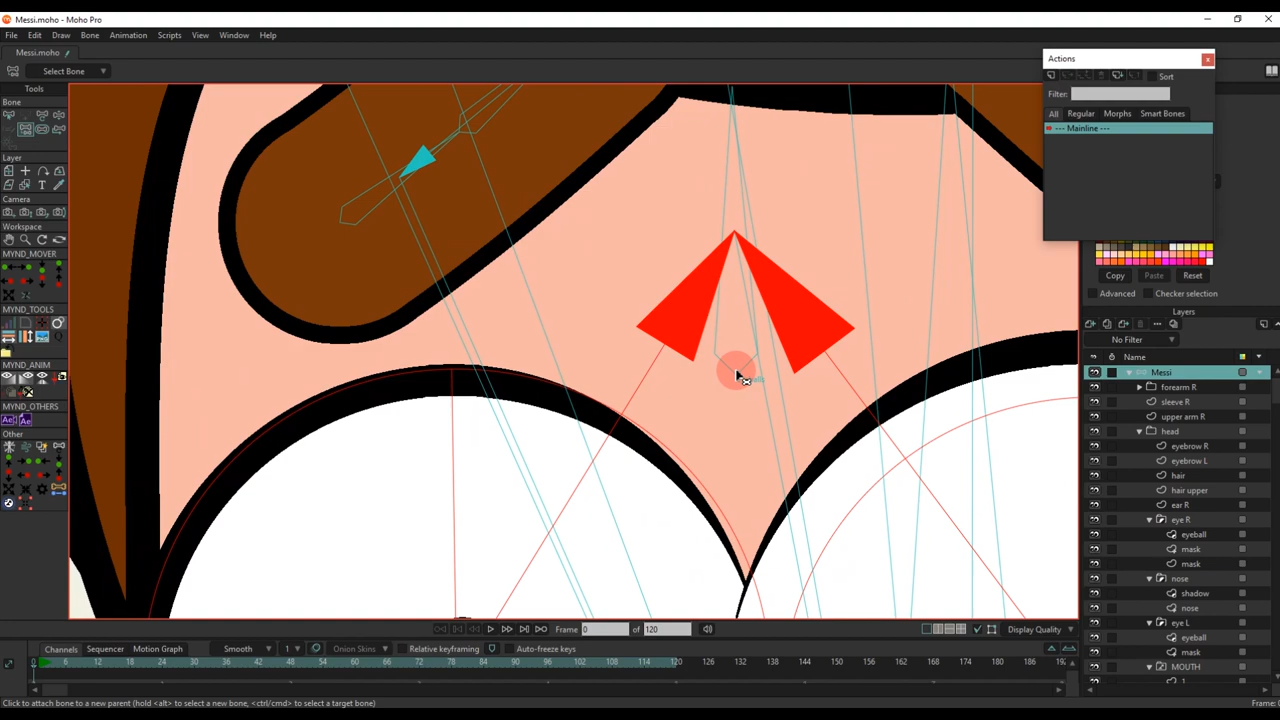 Messi.moho - Moho Pro
File Edit Draw Bone Animation Scripts View Window Help
Messi.moho
Select Bone
Tools
Bone
Layer
Camera
Workspace
MYND_MOVER
MYND_TOOLS
MYND_ANIM
MYND_OTHERS
Other
Actions
Sort
Filter:
All Regular Morphs Smart Bones
--- Mainline ---
Copy Paste Reset
Advanced Checker selection
Layers
No Filter
Name
Messi
forearm R
sleeve R
upper arm R
head
eyebrow R
eyebrow L
hair
hair upper
ear R
eye R
eyeball
mask
mask
nose
shadow
nose
eye L
eyeball
mask
MOUTH
1
Frame 0 of 120 Display Quality
Channels Sequencer Motion Graph Smooth 1 Onion Skins Relative keyframing Auto-freeze keys
0 6 12 18 24 30 36 42 48 54 60 66 72 78 84 90 96 102 108 114 120 126 132 138 144 150 156 162 168 174 180 186
Click to attach bone to a new parent (hold <alt> to select a new bone, <ctrl/cmd> to select a target bone) Frame: